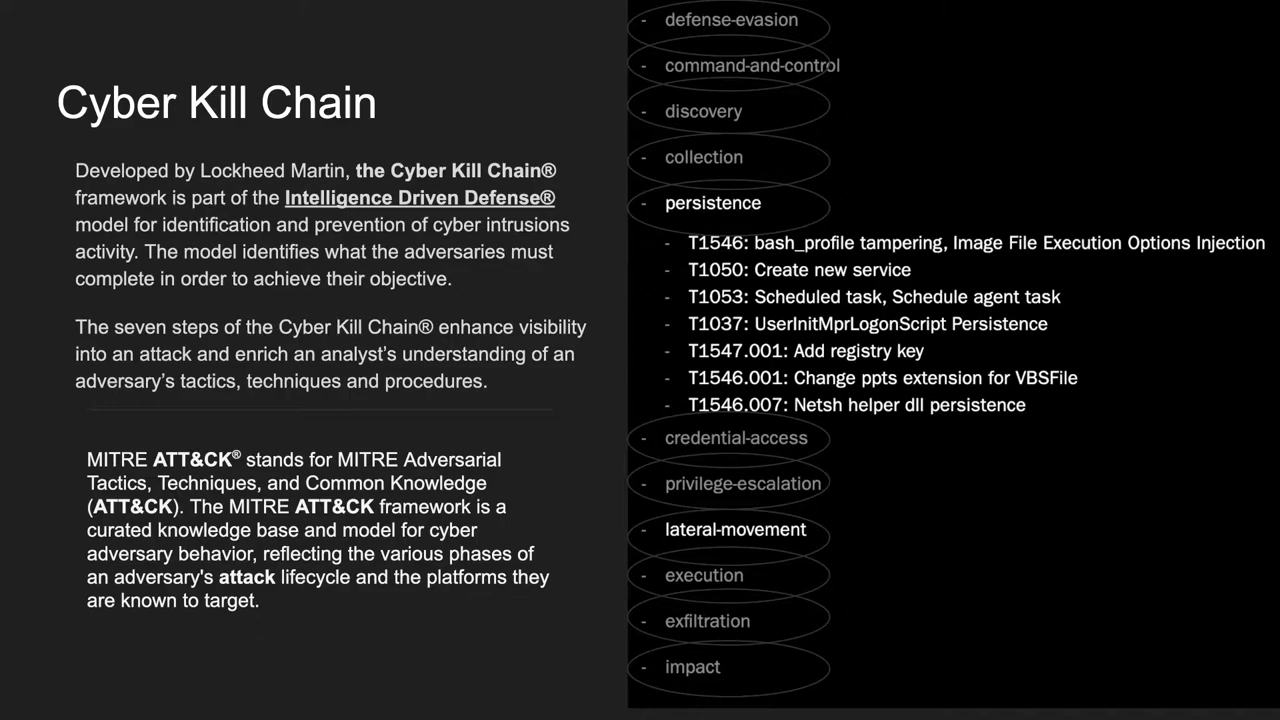 Cyber Kill Chain
Developed by Lockheed Martin, the Cyber Kill Chain®
framework is part of the Intelligence Driven Defense®
model for identification and prevention of cyber intrusions
activity. The model identifies what the adversaries must
complete in order to achieve their objective.
The seven steps of the Cyber Kill Chain® enhance visibility
into an attack and enrich an analyst's understanding of an
adversary's tactics, techniques and procedures.
MITRE ATT&CK® stands for MITRE Adversarial
Tactics, Techniques, and Common Knowledge
(ATT&CK). The MITRE ATT&CK framework is a
curated knowledge base and model for cyber
adversary behavior, reflecting the various phases of
an adversary's attack lifecycle and the platforms they
are known to target.
- defense-evasion
- command-and-control
- discovery
- collection
- persistence
- T1546: bash_profile tampering, Image File Execution Options Injection
- T1050: Create new service
- T1053: Scheduled task, Schedule agent task
- T1037: UserInitMprLogonScript Persistence
- T1547.001: Add registry key
- T1546.001: Change ppts extension for VBSFile
- T1546.007: Netsh helper dll persistence
- credential-access
- privilege-escalation
- lateral-movement
- execution
- exfiltration
- impact